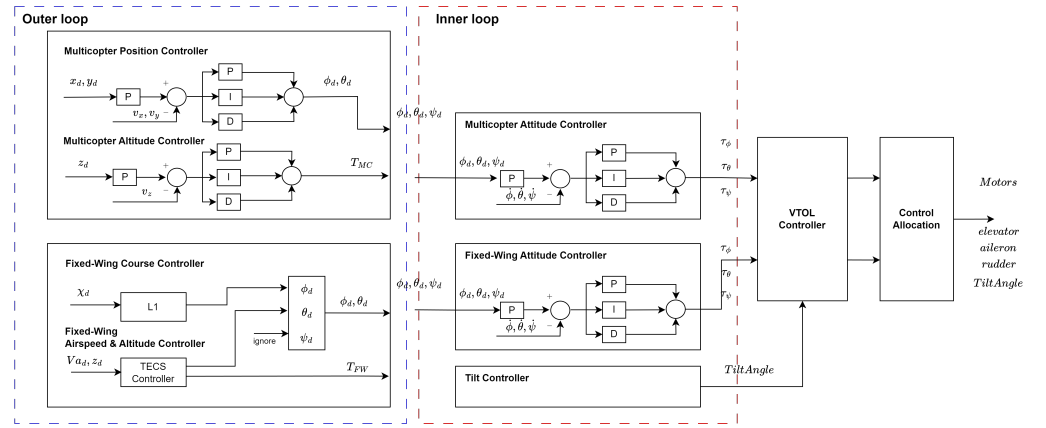 Outer loop
Inner loop
Multicopter Position Controller
x_d, y_d
P
+
−
v_x, v_y
P
I
D
ϕ_d, θ_d
Multicopter Altitude Controller
z_d
P
+
−
v_z
P
I
D
T_MC
ϕ_d, θ_d, ψ_d
Multicopter Attitude Controller
ϕ_d, θ_d, ψ_d
P
+
−
ϕ̇, θ̇, ψ̇
P
I
D
τ_ϕ
τ_θ
τ_ψ
Fixed-Wing Course Controller
χ_d
L1
Fixed-Wing
Airspeed & Altitude Controller
Va_d, z_d
TECS
Controller
ϕ_d
θ_d
ψ_d
ignore
ϕ_d, θ_d
T_FW
ϕ_d, θ_d, ψ_d
Fixed-Wing Attitude Controller
ϕ_d, θ_d, ψ_d
P
+
−
ϕ̇, θ̇, ψ̇
P
I
D
τ_ϕ
τ_θ
τ_ψ
Tilt Controller
TiltAngle
VTOL
Controller
Control
Allocation
Motors
elevator
aileron
rudder
TiltAngle